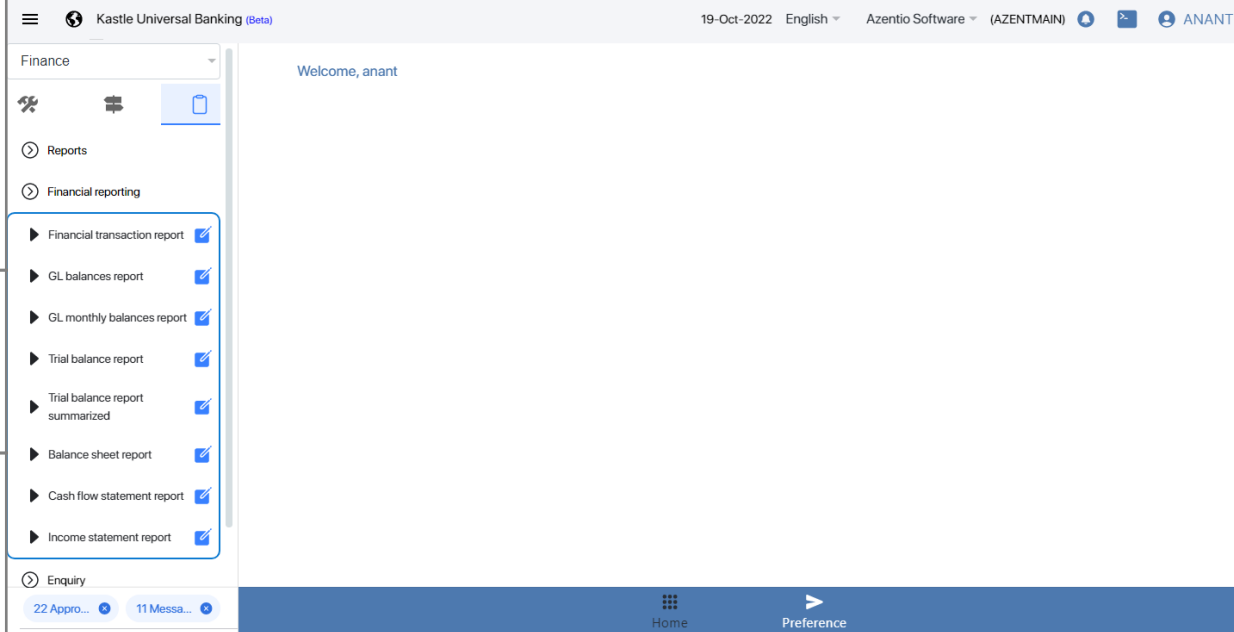 Kastle Universal Banking (Beta)
19-Oct-2022 English Azentio Software (AZENTMAIN) ANANT
Finance
Welcome, anant
Reports
Financial reporting
Financial transaction report
GL balances report
GL monthly balances report
Trial balance report
Trial balance report
summarized
Balance sheet report
Cash flow statement report
Income statement report
Enquiry
22 Appro... 11 Messa...
Home
Preference